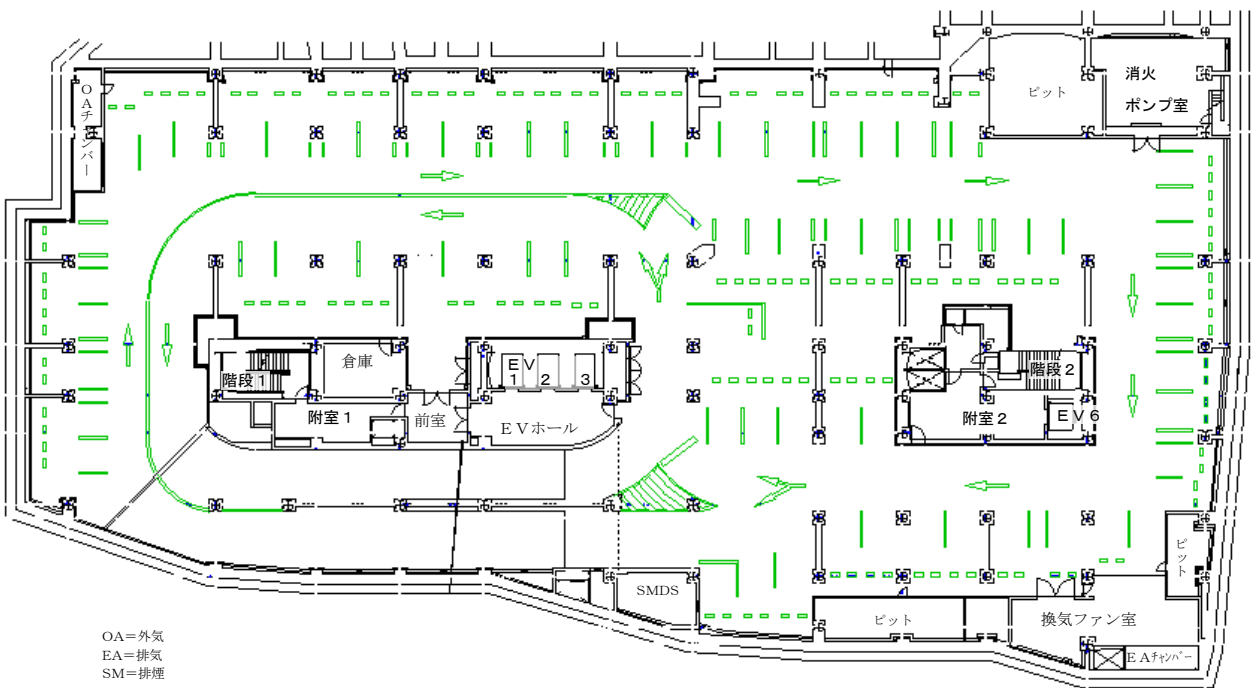 OAチャンバー
ピット
消火
ポンプ室
倉庫
階段1
EV
1 2 3
附室1
前室
EVホール
階段2
附室2
EV6
ピット
SMDS
ピット
換気ファン室
EAチャンバー
OA＝外気
EA＝排気
SM＝排煙